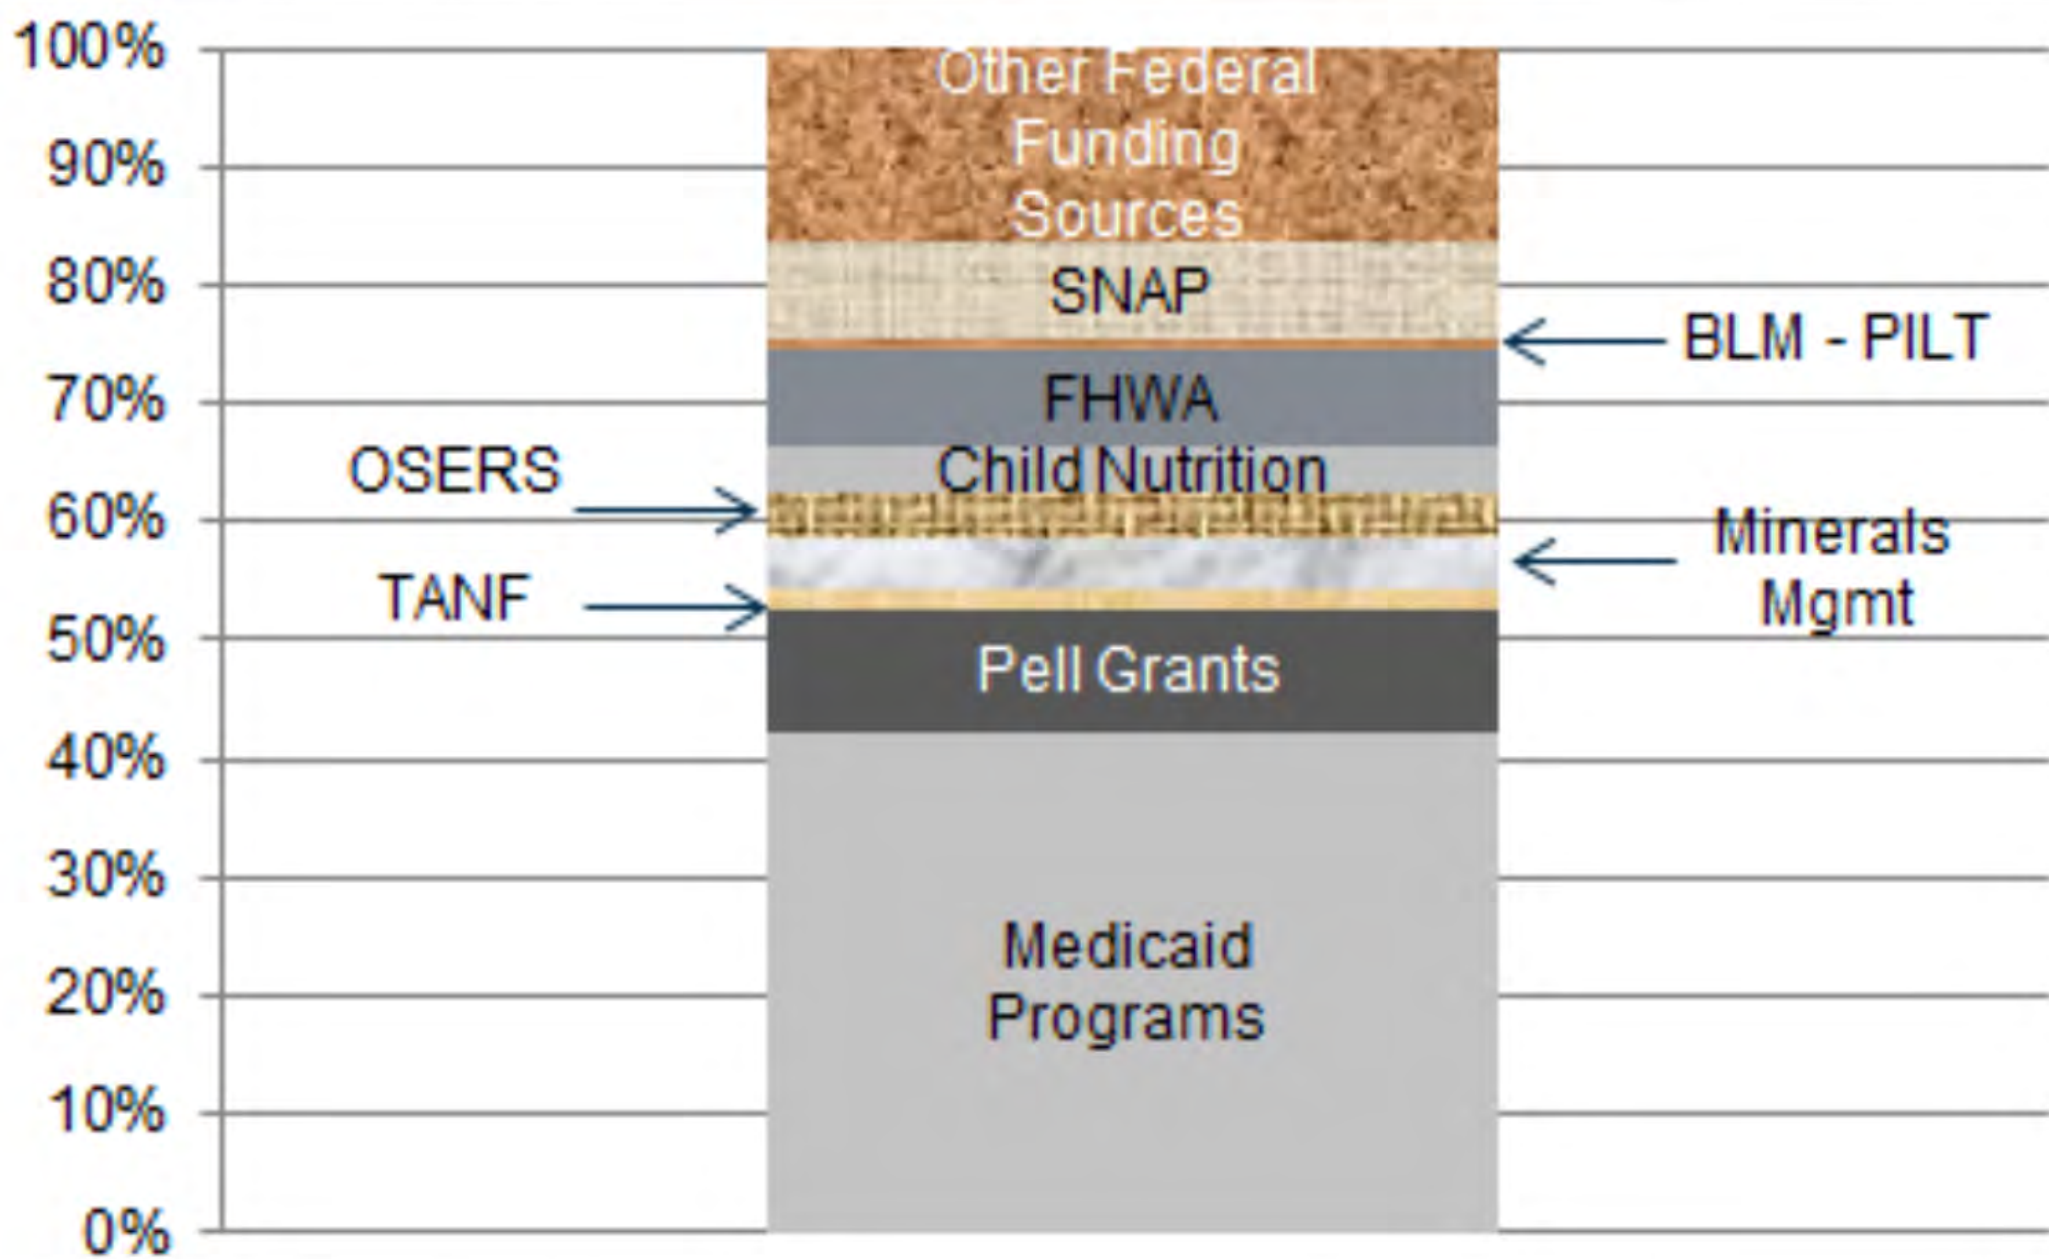 100%
90%
80%
70%
60%
50%
40%
30%
20%
10%
0%
Other Federal
Funding
Sources
SNAP
BLM - PILT
FHWA
Child Nutrition
OSERS
Minerals
Mgmt
TANF
Pell Grants
Medicaid
Programs